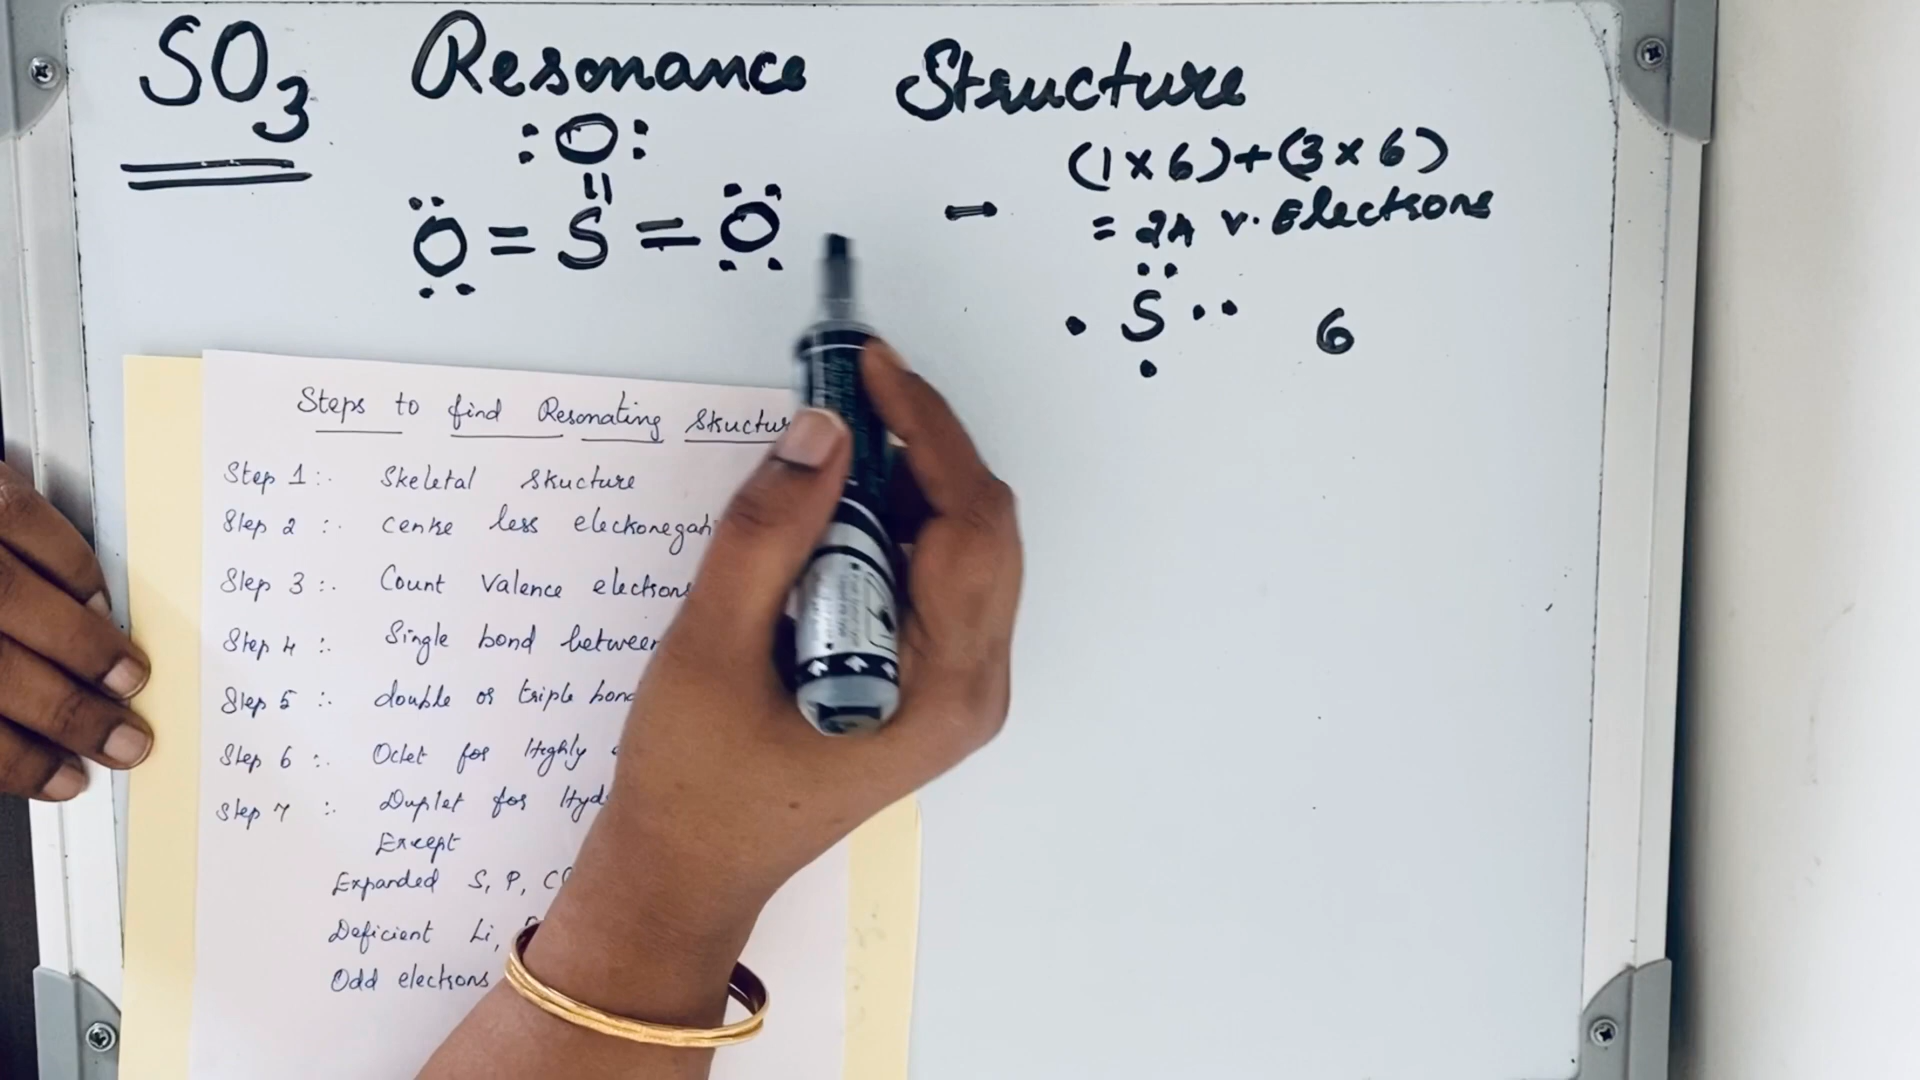 SO3 Resonance Structure
:O: (1 x 6) + (3 x 6)
= 24 v. Electrons
O = S = O
S 6
Steps to find Resonating Structur
Step 1 :. Skeletal structure
Step 2 :. centre less electronegati
Step 3 :. Count Valence electrons
Step 4 :. Single bond between
Step 5 :. double or triple bond
Step 6 :. Octet for Highly
Step 7 :. Duplet for Hyd
Except
Expanded S, P, Cl
Deficient Li,
Odd electrons